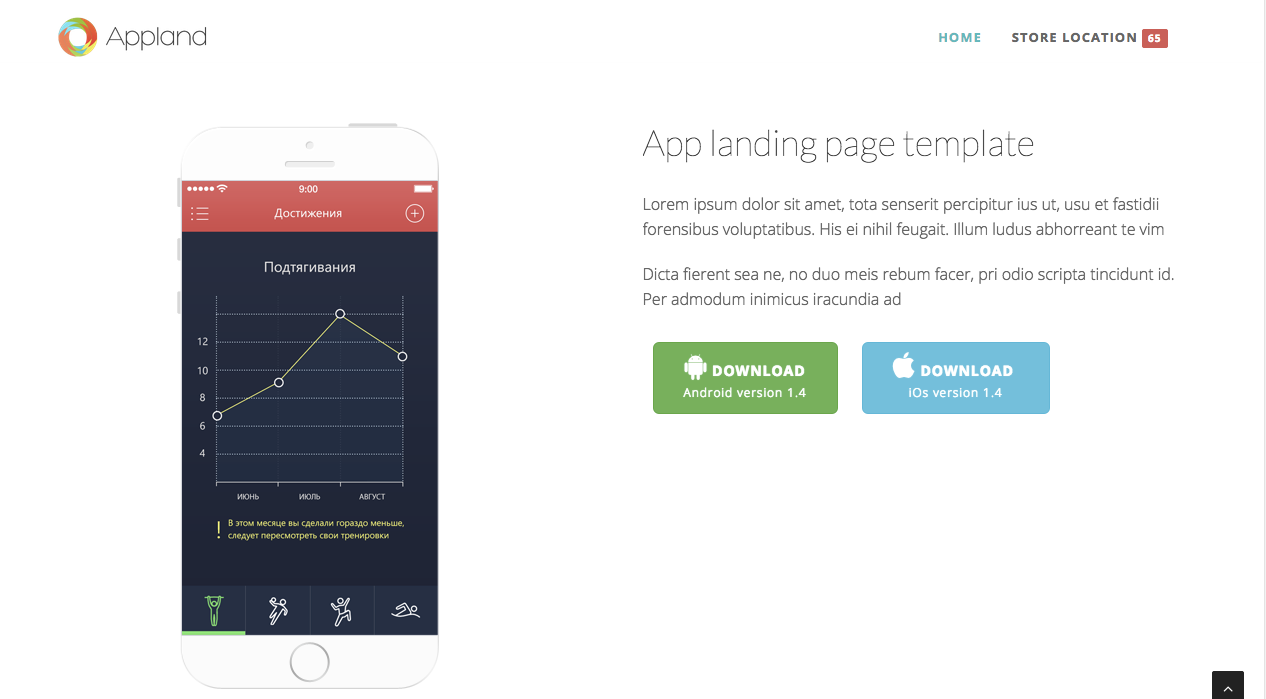 Appland
HOME
STORE LOCATION 65
9:00
Достижения
Подтягивания
12
10
8
6
4
ИЮНЬ
ИЮЛЬ
АВГУСТ
! В этом месяце вы сделали гораздо меньше,
следует пересмотреть свои тренировки
App landing page template
Lorem ipsum dolor sit amet, tota senserit percipitur ius ut, usu et fastidii
forensibus voluptatibus. His ei nihil feugait. Illum ludus abhorreant te vim
Dicta fierent sea ne, no duo meis rebum facer, pri odio scripta tincidunt id.
Per admodum inimicus iracundia ad
DOWNLOAD
Android version 1.4
DOWNLOAD
IOs version 1.4